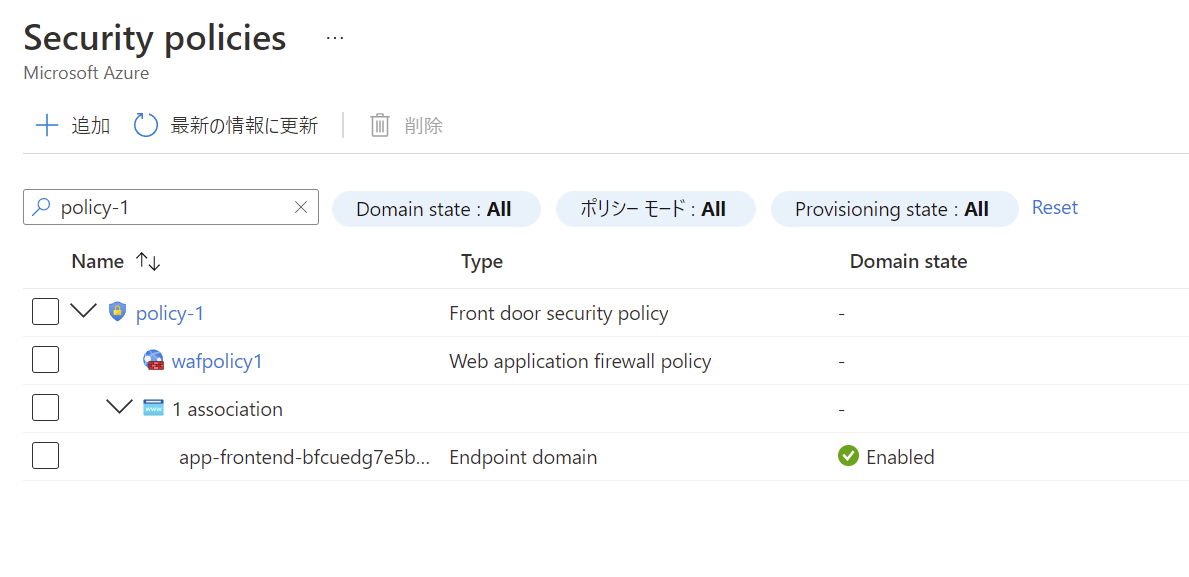 Security policies ...
Microsoft Azure
追加 最新の情報に更新 削除
policy-1 Domain state : All ポリシー モード : All Provisioning state : All Reset
Name Type Domain state
policy-1 Front door security policy -
wafpolicy1 Web application firewall policy -
www 1 association -
app-frontend-bfcuedg7e5b... Endpoint domain Enabled